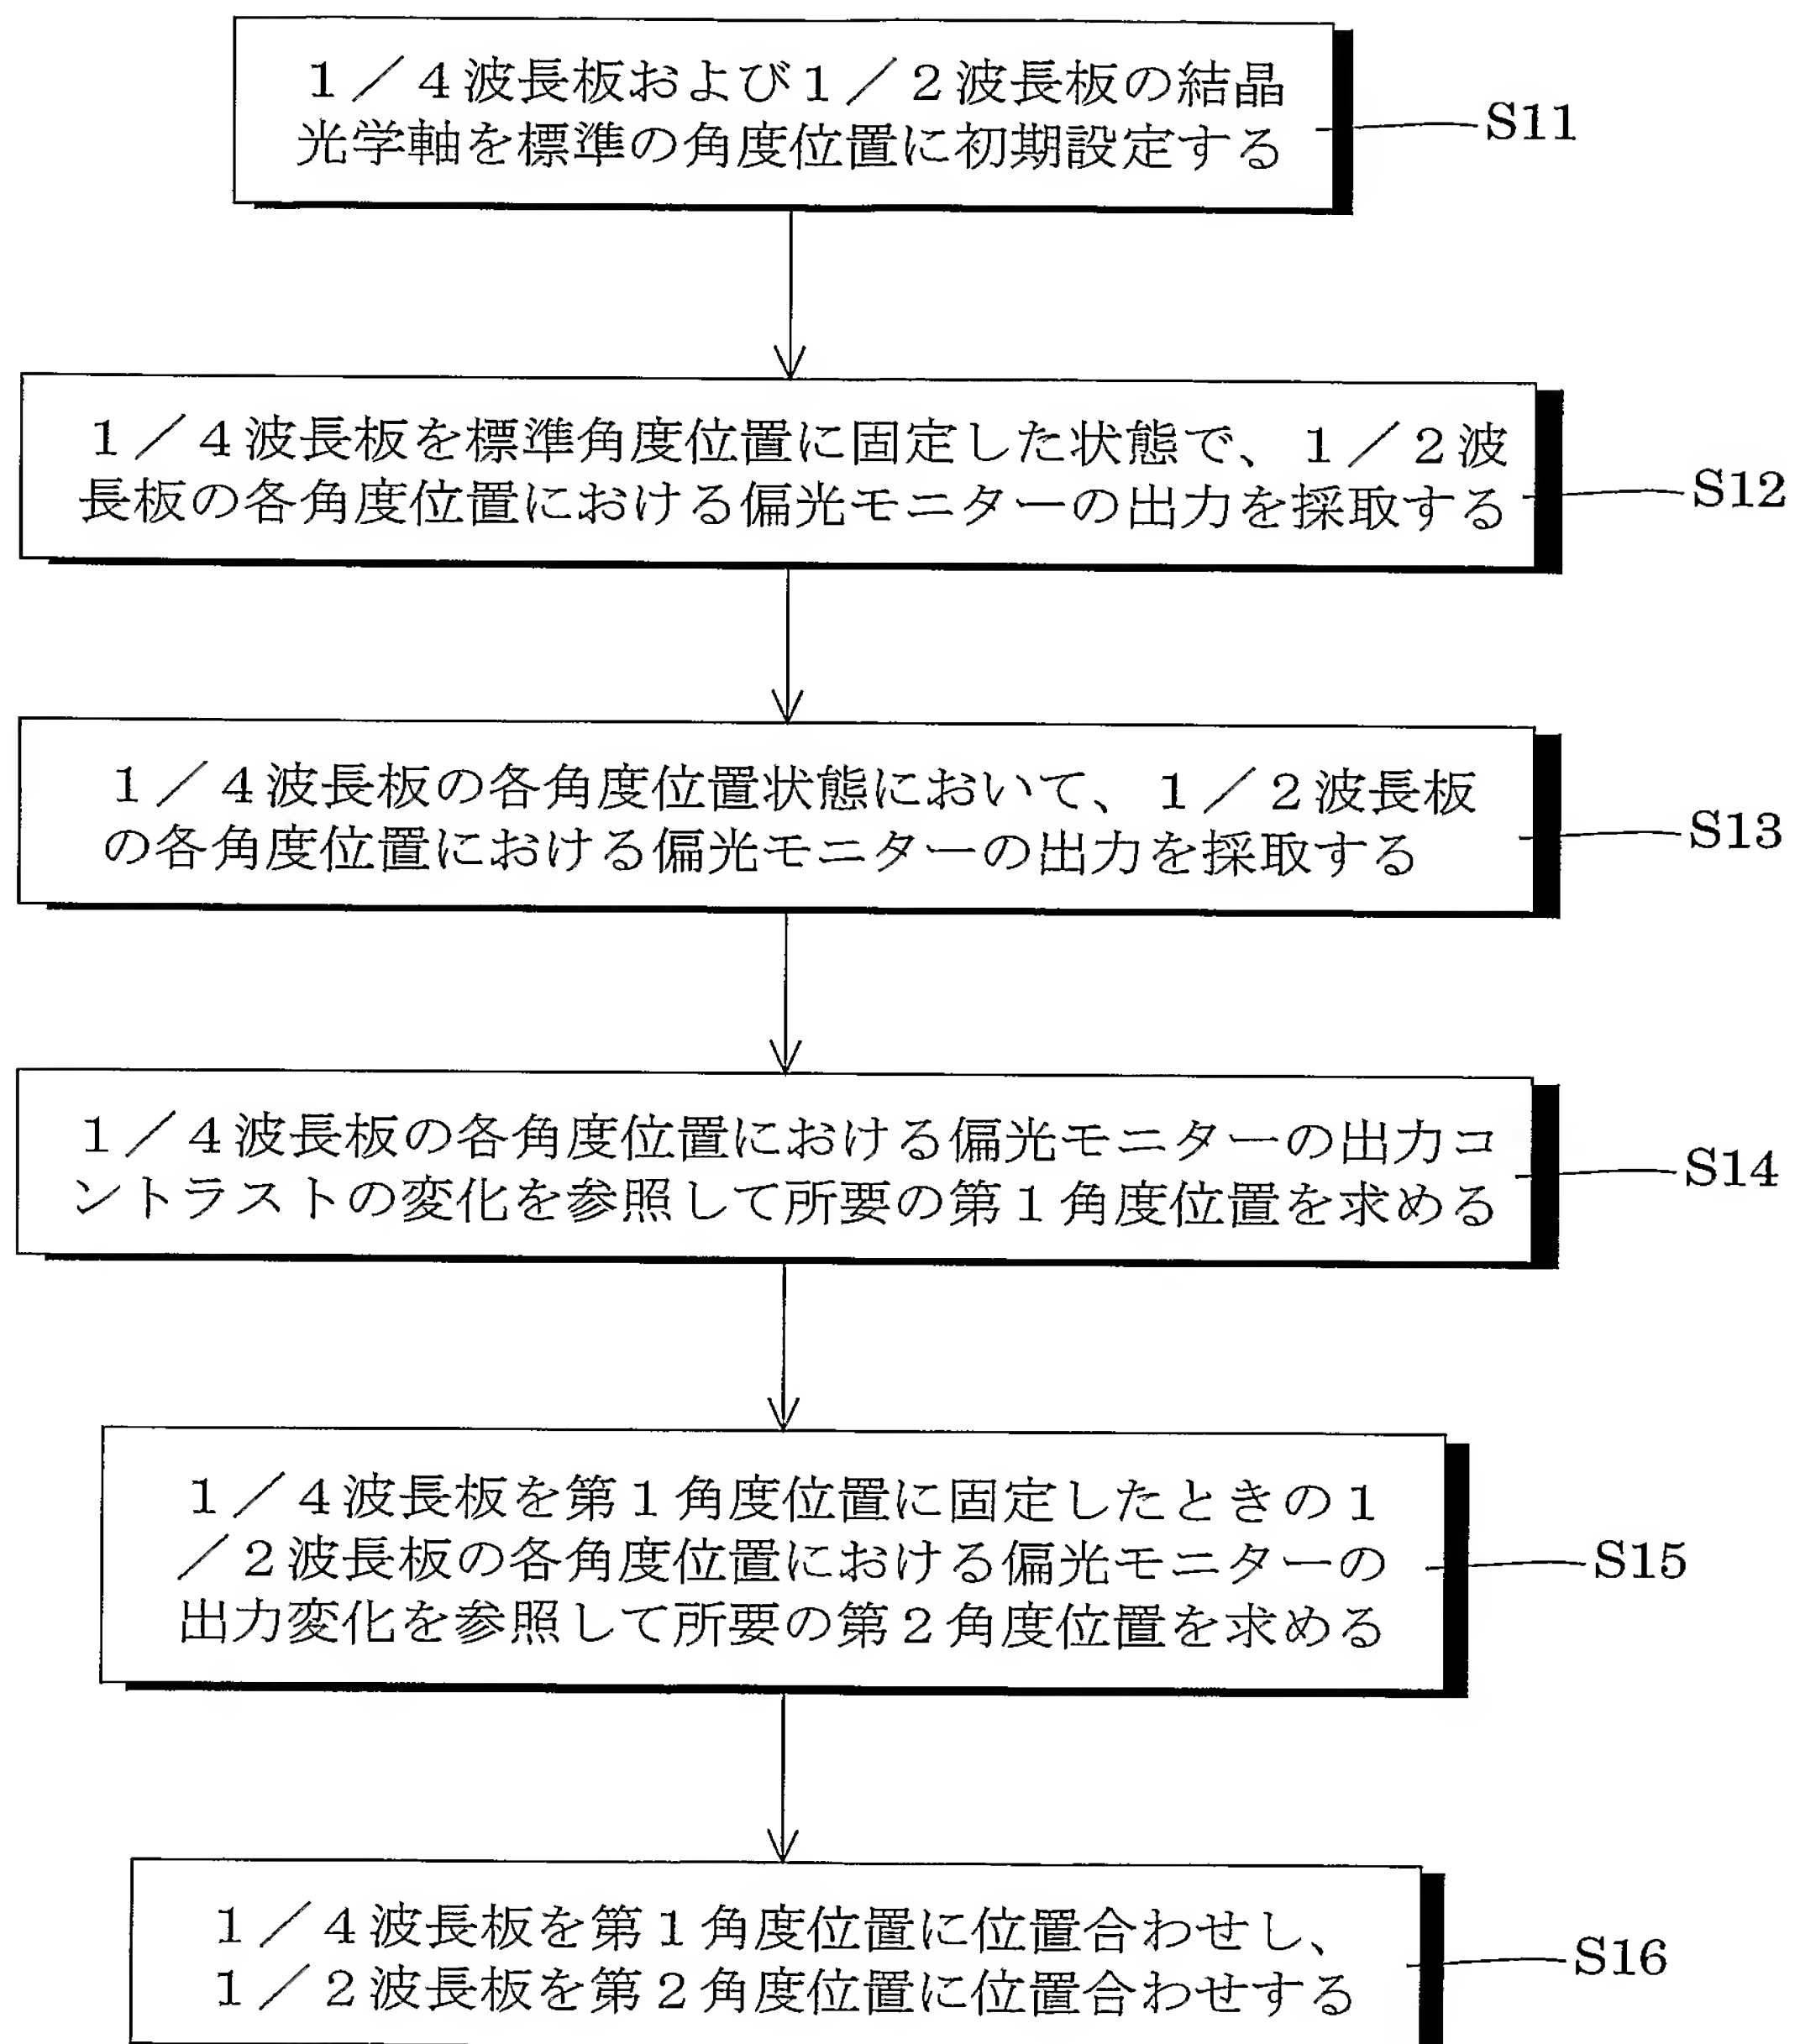 1／4波長板および1／2波長板の結晶
光学軸を標準の角度位置に初期設定する
S11
1／4波長板を標準角度位置に固定した状態で、1／2波
長板の各角度位置における偏光モニターの出力を採取する
S12
1／4波長板の各角度位置状態において、1／2波長板
の各角度位置における偏光モニターの出力を採取する
S13
1／4波長板の各角度位置における偏光モニターの出力コ
ントラストの変化を参照して所要の第1角度位置を求める
S14
1／4波長板を第1角度位置に固定したときの1
／2波長板の各角度位置における偏光モニターの
出力変化を参照して所要の第2角度位置を求める
S15
1／4波長板を第1角度位置に位置合わせし、
1／2波長板を第2角度位置に位置合わせする
S16